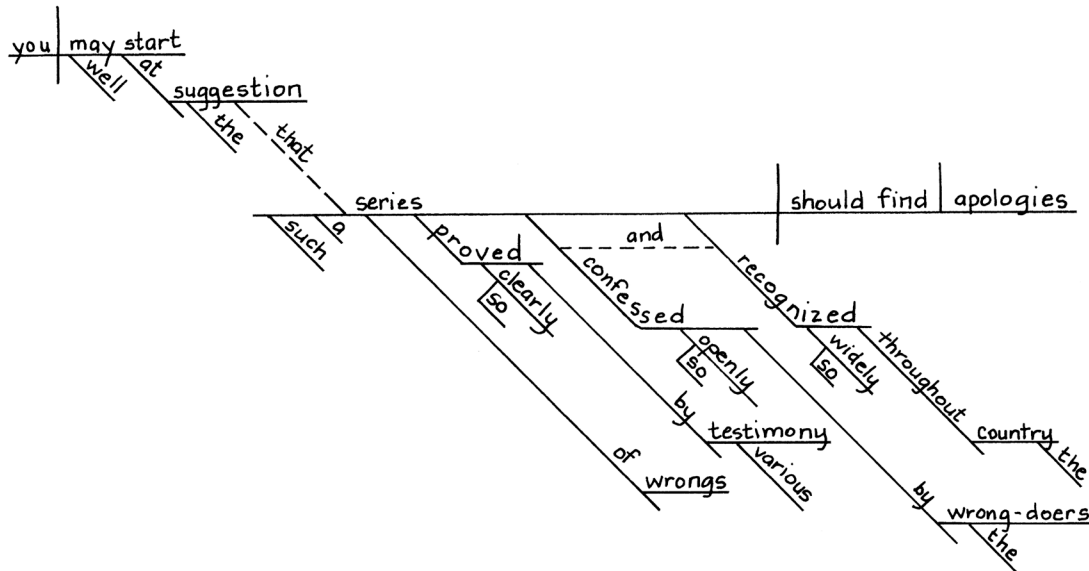 you may start
well
at
suggestion
the
that
series
should find
apologies
such
a
proved
clearly
so
and
confessed
openly
so
recognized
widely
so
throughout
country
the
by
testimony
various
of
wrongs
by
wrong-doers
the